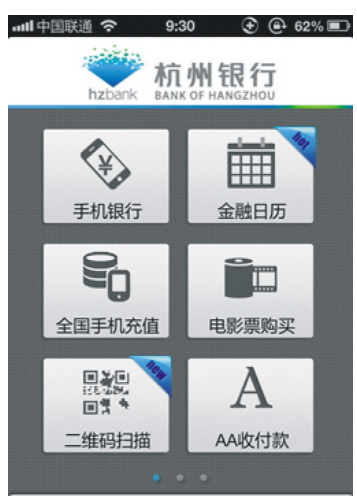 中国联通 9:30 62%
杭州银行
hzbank BANK OF HANGZHOU
hot
¥
手机银行 金融日历
全国手机充值 电影票购买
new
A
二维码扫描 AA收付款